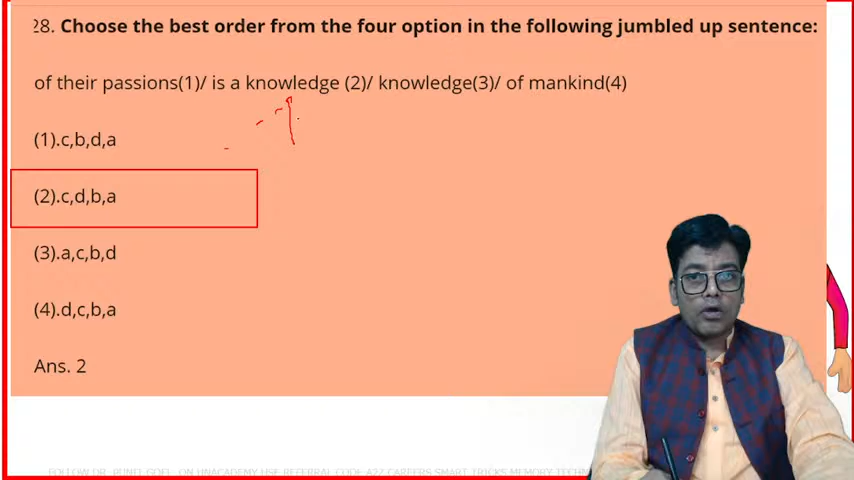 28. Choose the best order from the four option in the following jumbled up sentence:
of their passions(1)/ is a knowledge (2)/ knowledge(3)/ of mankind(4)
(1).c,b,d,a
(2).c,d,b,a
(3).a,c,b,d
(4).d,c,b,a
Ans. 2
FOLLOW DR. PUNIT GOEL ON UNACADEMY USE REFERRAL CODE A2Z CAREERS SMART TRICKS MEMORY